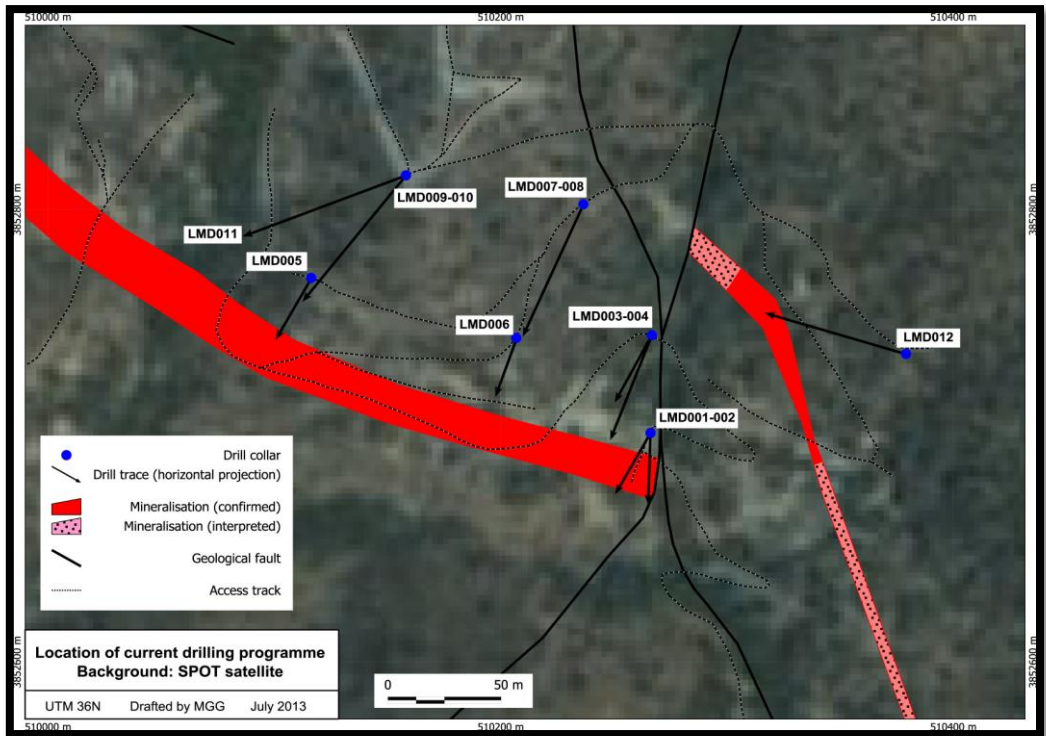 510000 m
510200 m
510400 m
3852800 m
3852800 m
LMD009-010
LMD007-008
LMD011
LMD005
LMD006
LMD003-004
LMD012
LMD001-002
Drill collar
Drill trace (horizontal projection)
Mineralisation (confirmed)
Mineralisation (interpreted)
Geological fault
Access track
3852600 m
3852600 m
Location of current drilling programme
Background: SPOT satellite
UTM 36N Drafted by MGG July 2013
0 50 m
510000 m
510200 m
510400 m